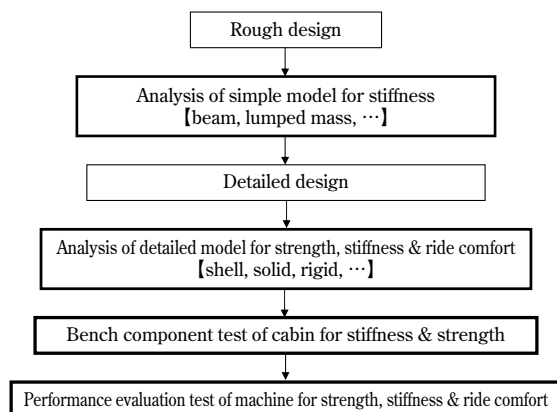 Rough design
Analysis of simple model for stiffness
【beam, lumped mass, …】
Detailed design
Analysis of detailed model for strength, stiffness & ride comfort
【shell, solid, rigid, …】
Bench component test of cabin for stiffness & strength
Performance evaluation test of machine for strength, stiffness & ride comfort